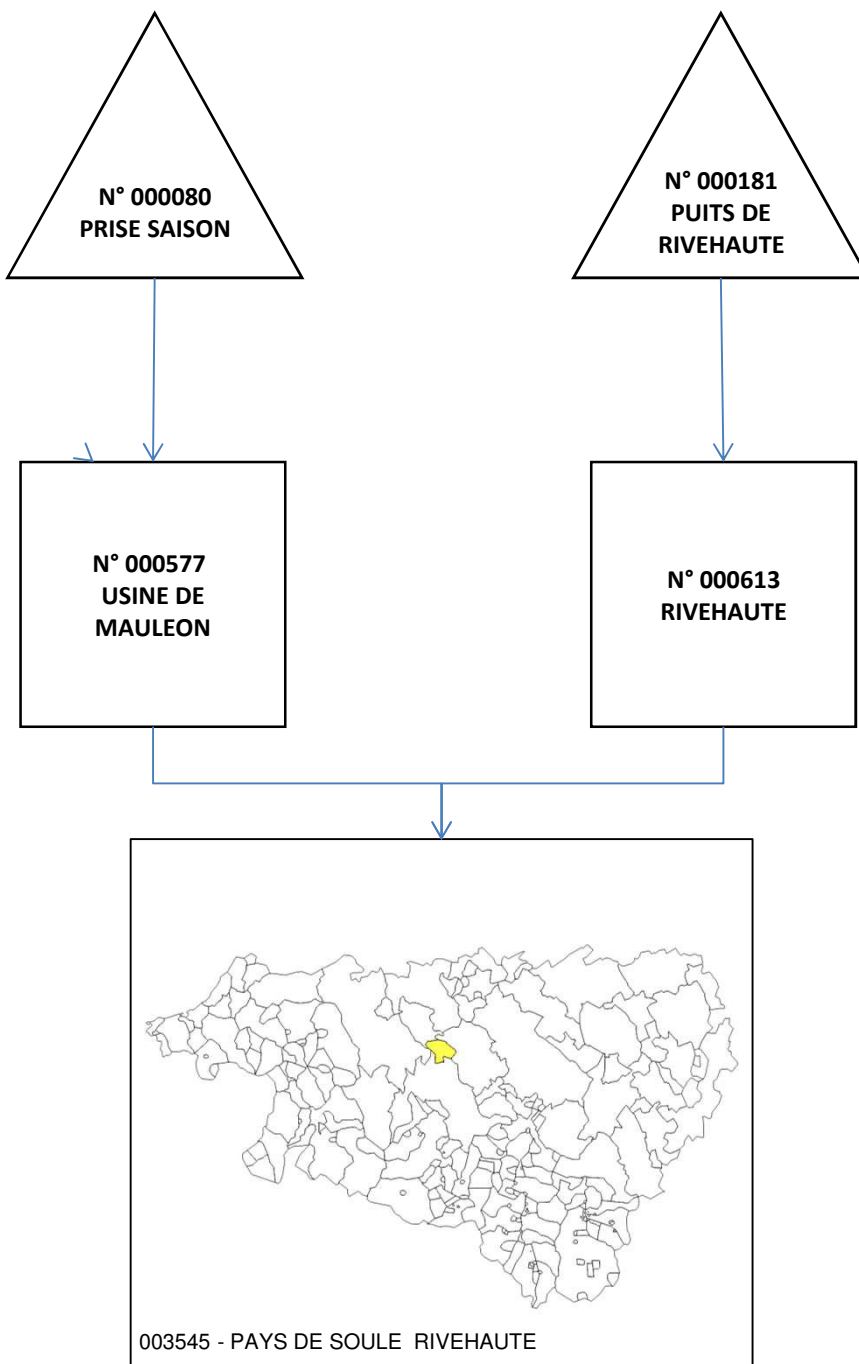 N° 000080
PRISE SAISON
N° 000181
PUITS DE
RIVEHAUTE
N° 000577
USINE DE
MAULEON
N° 000613
RIVEHAUTE
003545 - PAYS DE SOULE RIVEHAUTE